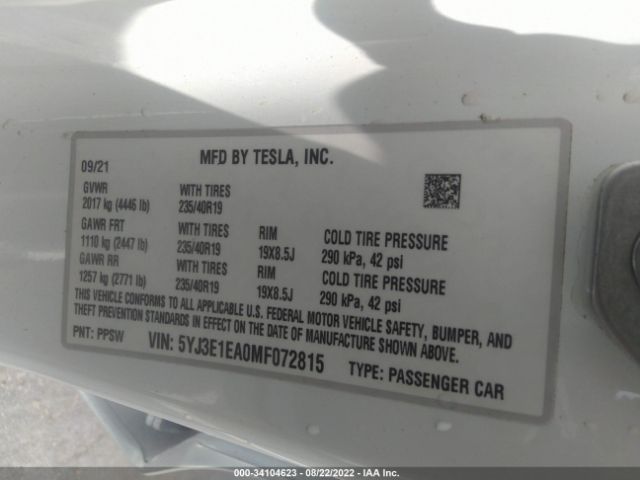 MFD BY TESLA, INC.
09/21
GVWR WITH TIRES
2017 kg (4446 lb) 235/40R19
GAWR FRT WITH TIRES RIM COLD TIRE PRESSURE
1110 kg (2447 lb) 235/40R19 19X8.5J 290 kPa, 42 psi
GAWR RR WITH TIRES RIM COLD TIRE PRESSURE
1257 kg (2771 lb) 235/40R19 19X8.5J 290 kPa, 42 psi
THIS VEHICLE CONFORMS TO ALL APPLICABLE U.S. FEDERAL MOTOR VEHICLE SAFETY, BUMPER, AND
THEFT PREVENTION STANDARDS IN EFFECT ON THE DATE OF MANUFACTURE SHOWN ABOVE.
PNT: PPSW VIN: 5YJ3E1EA0MF072815 TYPE: PASSENGER CAR
000-34104623 - 08/22/2022 - IAA Inc.